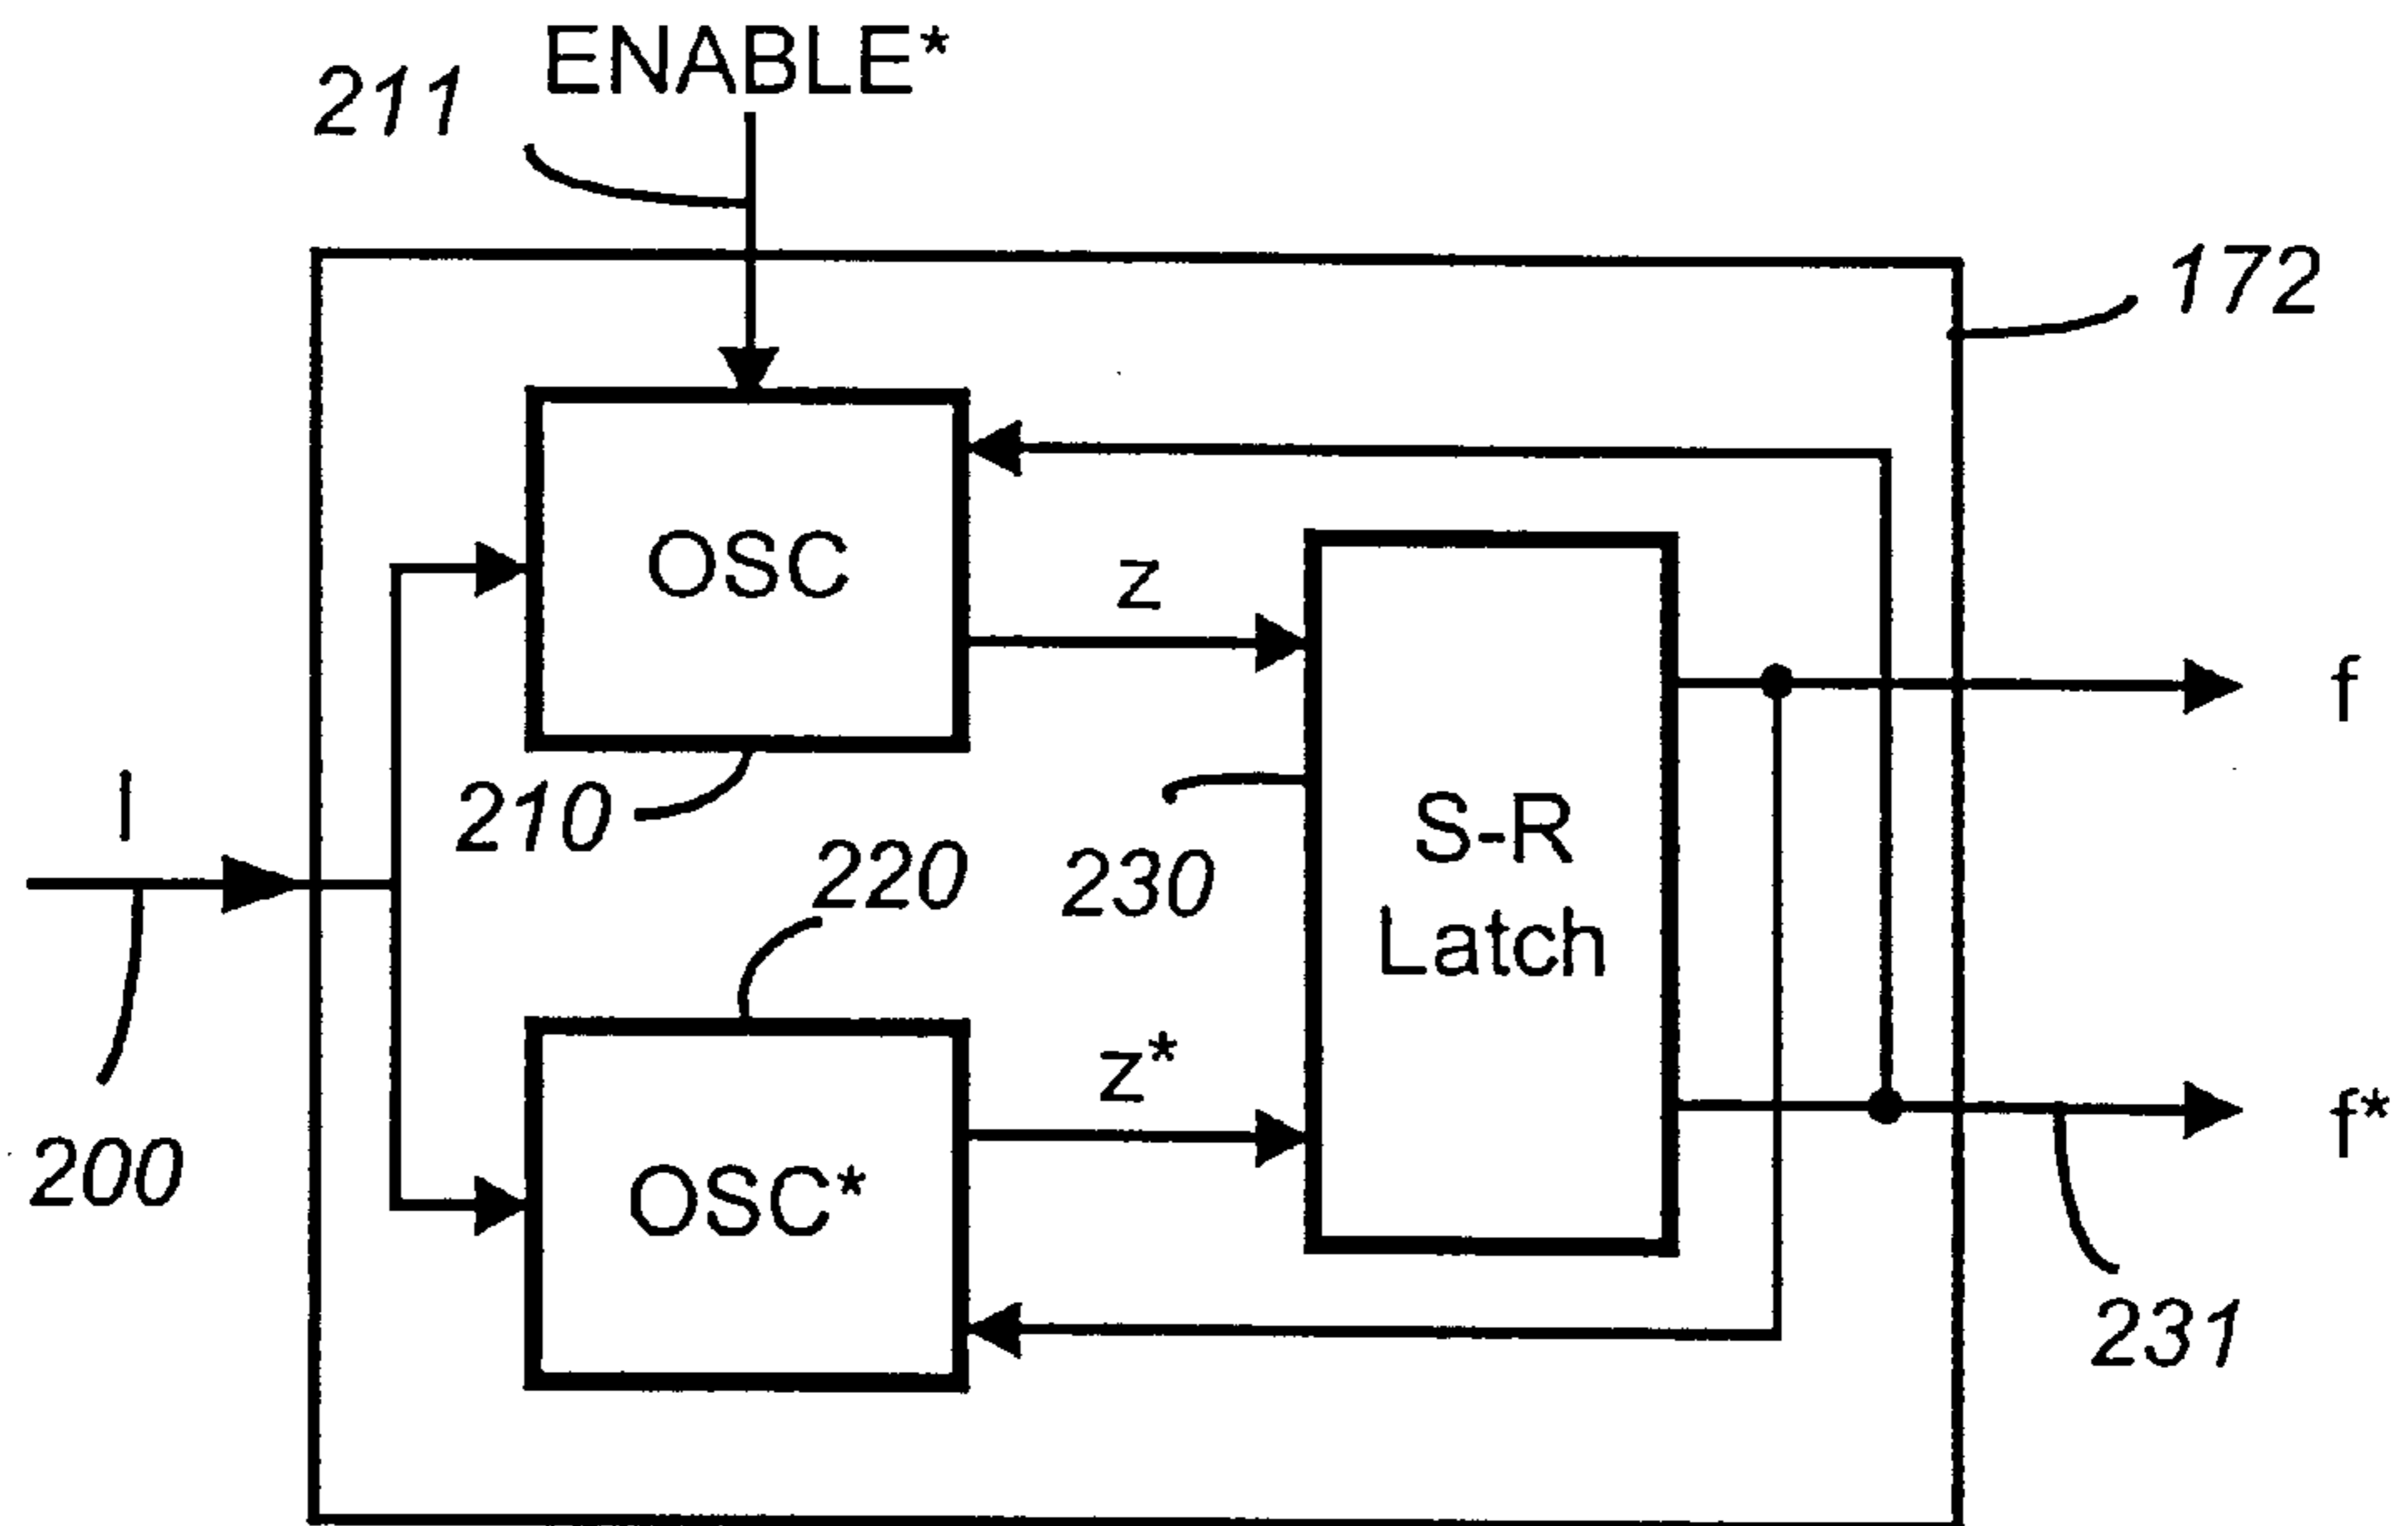 ENABLE*
211
172
OSC
z
f
I
210
220
230
S-R
Latch
z*
f*
OSC*
200
231